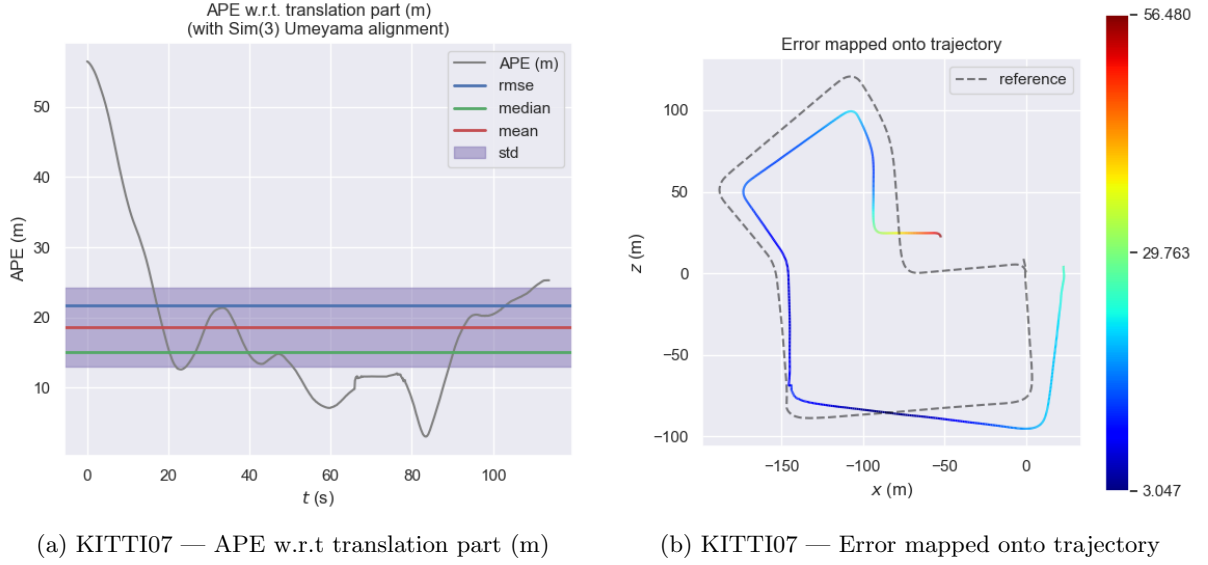 APE w.r.t. translation part (m)
(with Sim(3) Umeyama alignment)
APE (m)
rmse
median
mean
std
50
40
30
20
10
APE (m)
0
20
40
60
80
100
t (s)
(a) KITTI07 — APE w.r.t translation part (m)
Error mapped onto trajectory
reference
100
50
0
−50
−100
z (m)
−150
−100
−50
0
x (m)
56.480
29.763
3.047
(b) KITTI07 — Error mapped onto trajectory